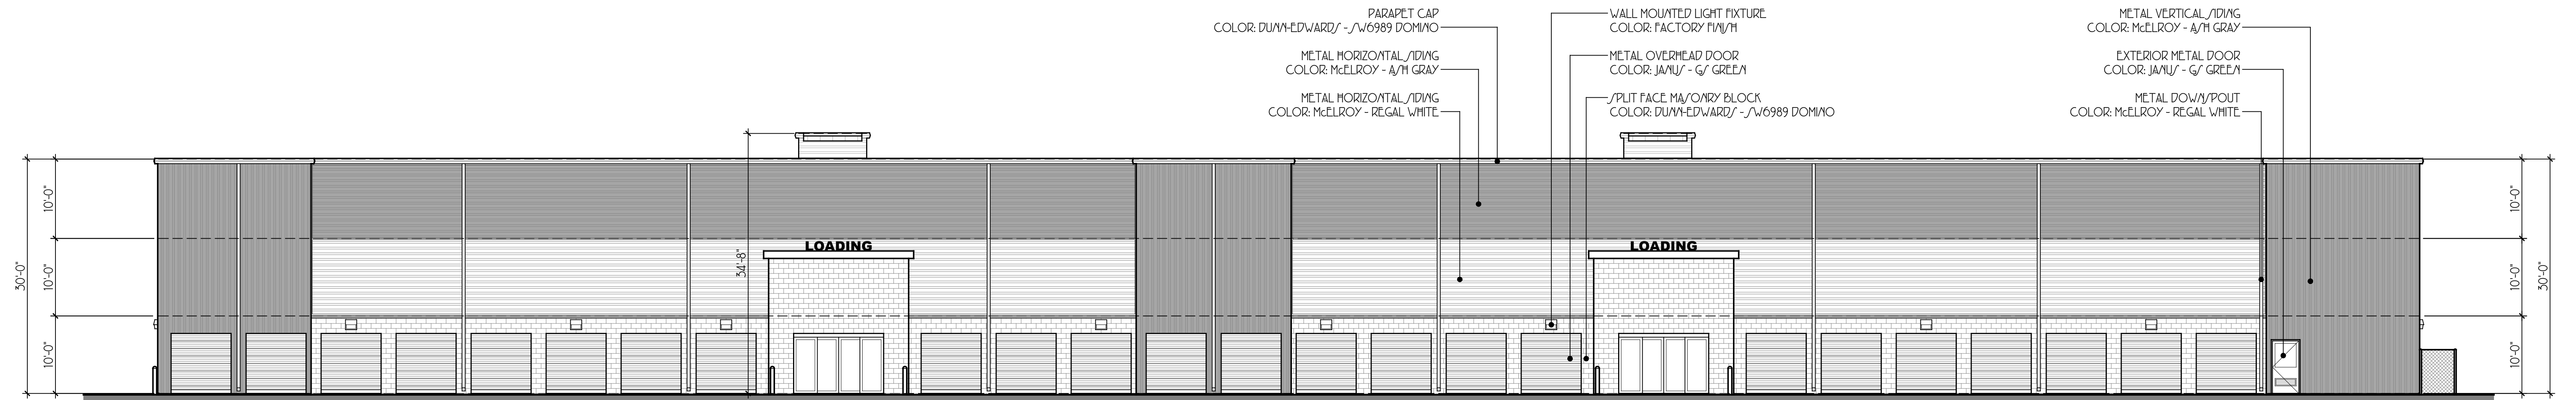 PARAPET CAP
COLOR: DUNN-EDWARDS - SW6989 DOMINO
METAL HORIZONTAL SIDING
COLOR: McELROY - ASH GRAY
METAL HORIZONTAL SIDING
COLOR: McELROY - REGAL WHITE
WALL MOUNTED LIGHT FIXTURE
COLOR: FACTORY FINISH
METAL OVERHEAD DOOR
COLOR: JANUS - GS GREEN
SPLIT FACE MASONRY BLOCK
COLOR: DUNN-EDWARDS - SW6989 DOMINO
METAL VERTICAL SIDING
COLOR: McELROY - ASH GRAY
EXTERIOR METAL DOOR
COLOR: JANUS - GS GREEN
METAL DOWNSPOUT
COLOR: McELROY - REGAL WHITE
30'-0"
10'-0"
10'-0"
10'-0"
34'-8"
LOADING
LOADING
10'-0"
10'-0"
10'-0"
30'-0"